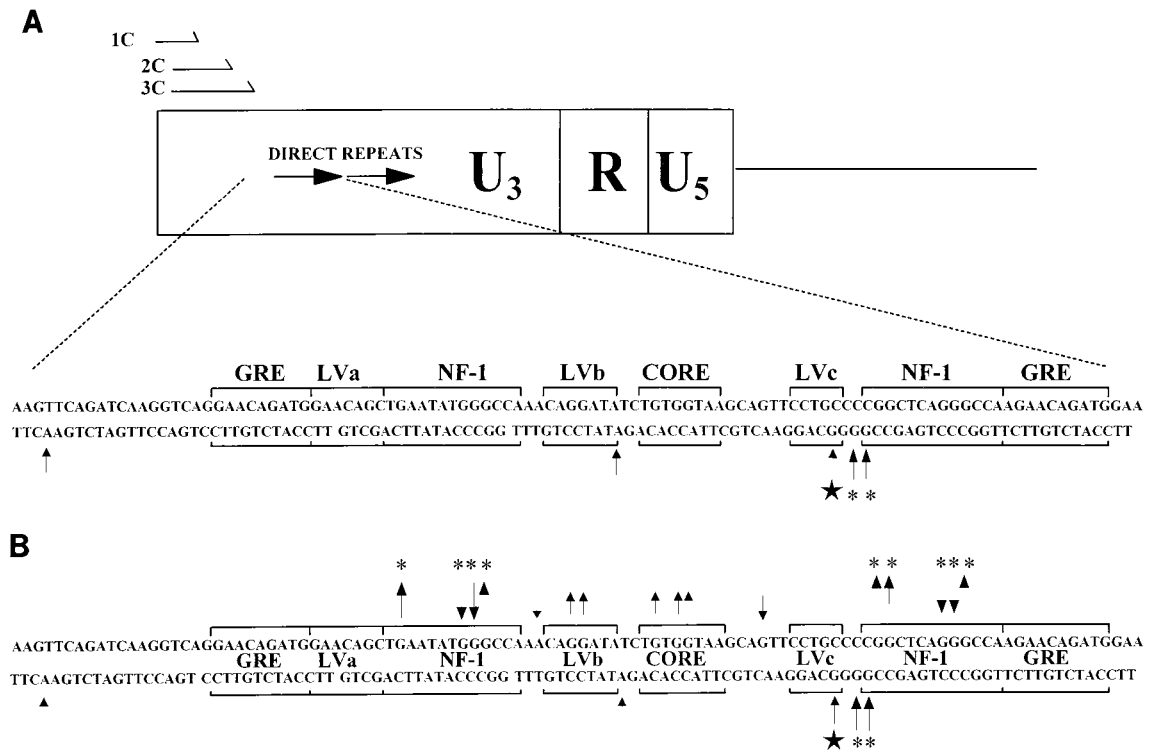 A
1C
2C
3C
DIRECT REPEATS
U3 R U5
GRE LVa NF-1 LVb CORE LVc NF-1 GRE
AAGTTCAGATCAAGGTCAGGAACAGATGGAACAGCTGAATATGGGCCAAACAGGATATCTGTGGTAAGCAGTTCCTGCCCCGGCTCAGGGCCAAGAACAGATGGAA
TTCAAGTCTAGTTCCAGTCCTTGTCTACCTT GTCGACTTATACCCGG TTTGTCCTATAGACACCATTCGTCAAGGACGGGGCCGAGTCCCGGTTCTTGTCTACCTT
* *
B
* *** * * ***
AAGTTCAGATCAAGGTCAGGAACAGATGGAACAGCTGAATATGGGCCAAACAGGATATCTGTGGTAAGCAGTTCCTGCCCCGGCTCAGGGCCAAGAACAGATGGAA
GRE LVa NF-1 LVb CORE LVc NF-1 GRE
TTCAAGTCTAGTTCCAGT CCTTGTCTACCTT GTCGACTTATACCCGG TTTGTCCTATAGACACCATTCGTCAAGGACGGGGCCGAGTCCCGGTTCTTGTCTACCTT
**